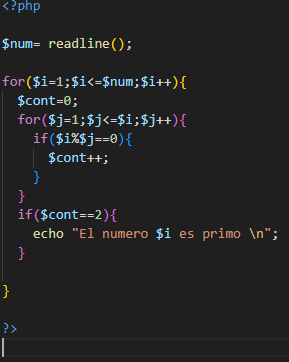 <?php
$num= readline();
for($i=1;$i<=$num;$i++){
$cont=0;
for($j=1;$j<=$i;$j++){
if($i%$j==0){
$cont++;
}
}
if($cont==2){
echo "El numero $i es primo \n";
}
}
?>